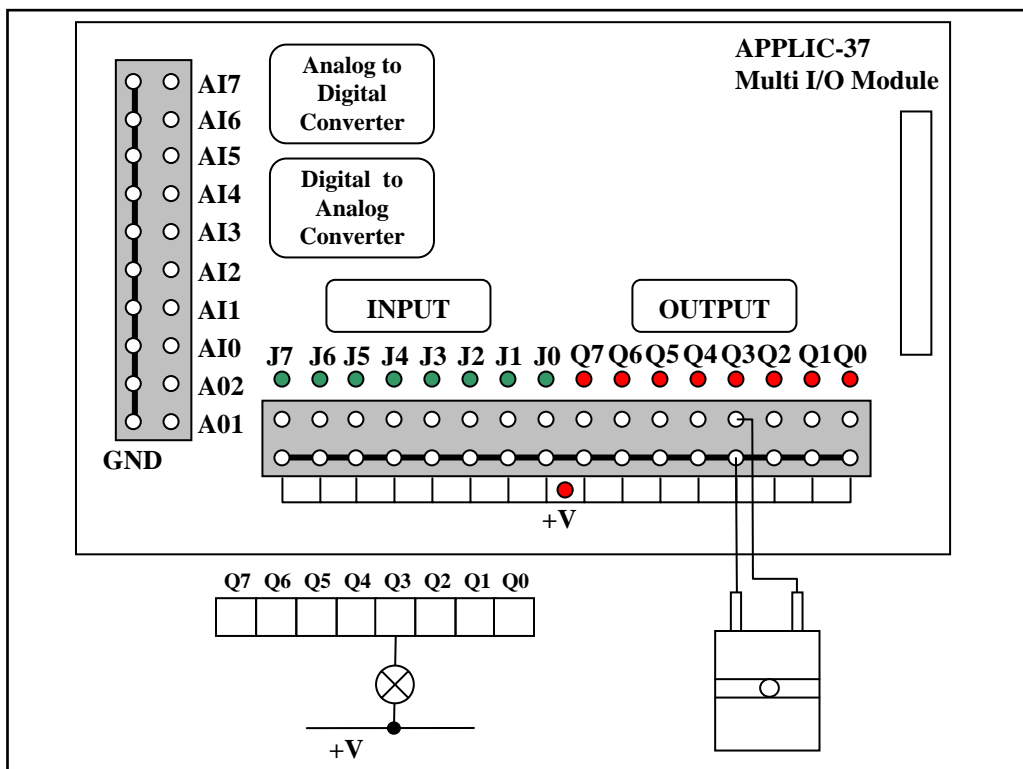 APPLIC-37
Multi I/O Module
Analog to
Digital
Converter
Digital to
Analog
Converter
AI7
AI6
AI5
AI4
AI3
AI2
AI1
AI0
A02
A01
GND
INPUT
OUTPUT
J7 J6 J5 J4 J3 J2 J1 J0 Q7 Q6 Q5 Q4 Q3 Q2 Q1 Q0
+V
Q7 Q6 Q5 Q4 Q3 Q2 Q1 Q0
+V